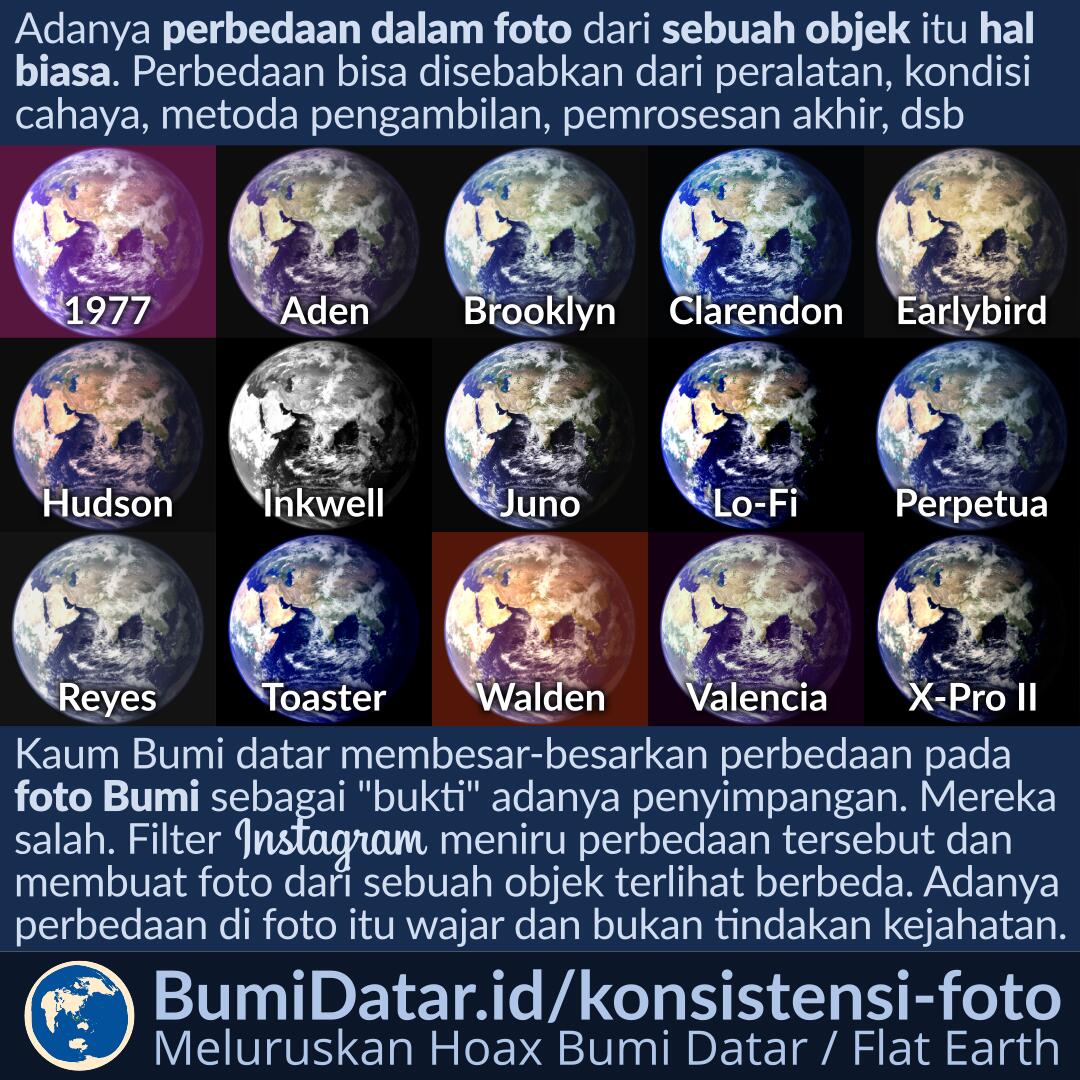 Adanya perbedaan dalam foto dari sebuah objek itu hal
biasa. Perbedaan bisa disebabkan dari peralatan, kondisi
cahaya, metoda pengambilan, pemrosesan akhir, dsb
1977 Aden Brooklyn Clarendon Earlybird
Hudson Inkwell Juno Lo-Fi Perpetua
Reyes Toaster Walden Valencia X-Pro II
Kaum Bumi datar membesar-besarkan perbedaan pada
foto Bumi sebagai "bukti" adanya penyimpangan. Mereka
salah. Filter Instagram meniru perbedaan tersebut dan
membuat foto dari sebuah objek terlihat berbeda. Adanya
perbedaan di foto itu wajar dan bukan tindakan kejahatan.
BumiDatar.id/konsistensi-foto
Meluruskan Hoax Bumi Datar / Flat Earth